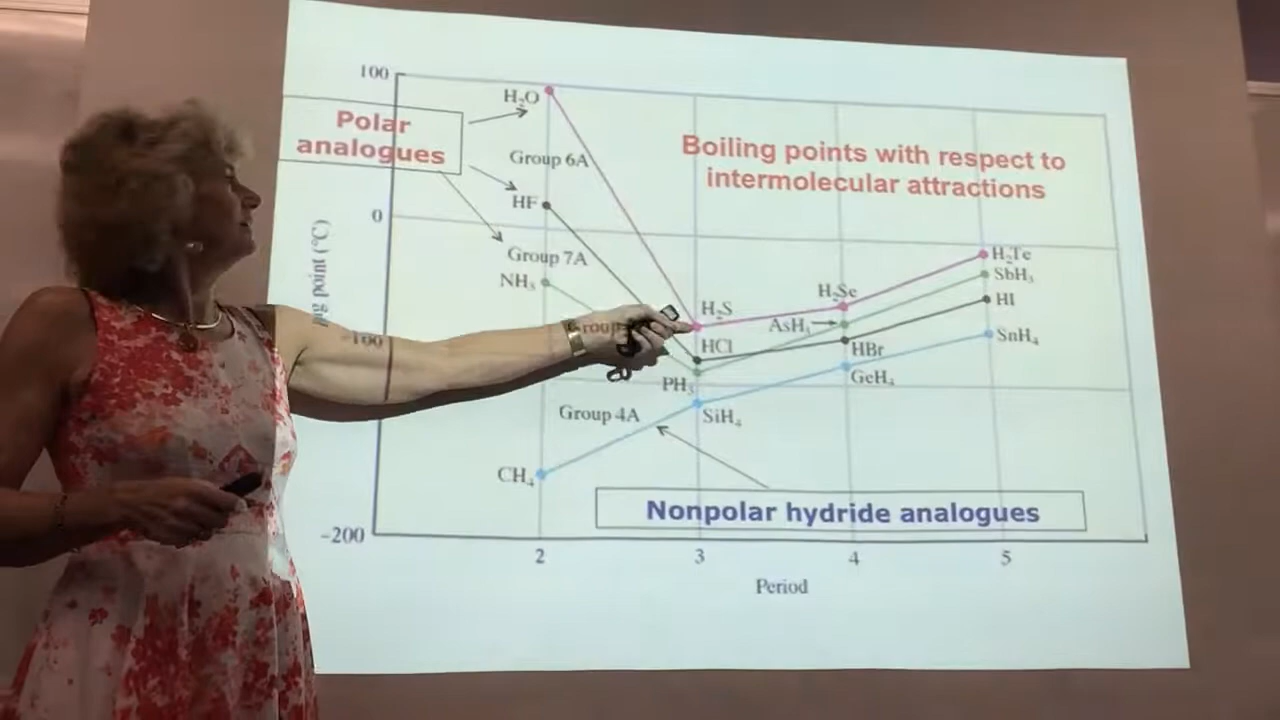 100
H₂O
Polar
analogues
Group 6A
Boiling points with respect to
intermolecular attractions
HF
0
Group 7A
NH₃
point (°C)
H₂Te
SbH₃
H₂Se
HI
H₂S
AsH₃
−100
HCl
HBr
SnH₄
PH₃
GeH₄
Group 4A
SiH₄
CH₄
Nonpolar hydride analogues
−200
2 3 4 5
Period